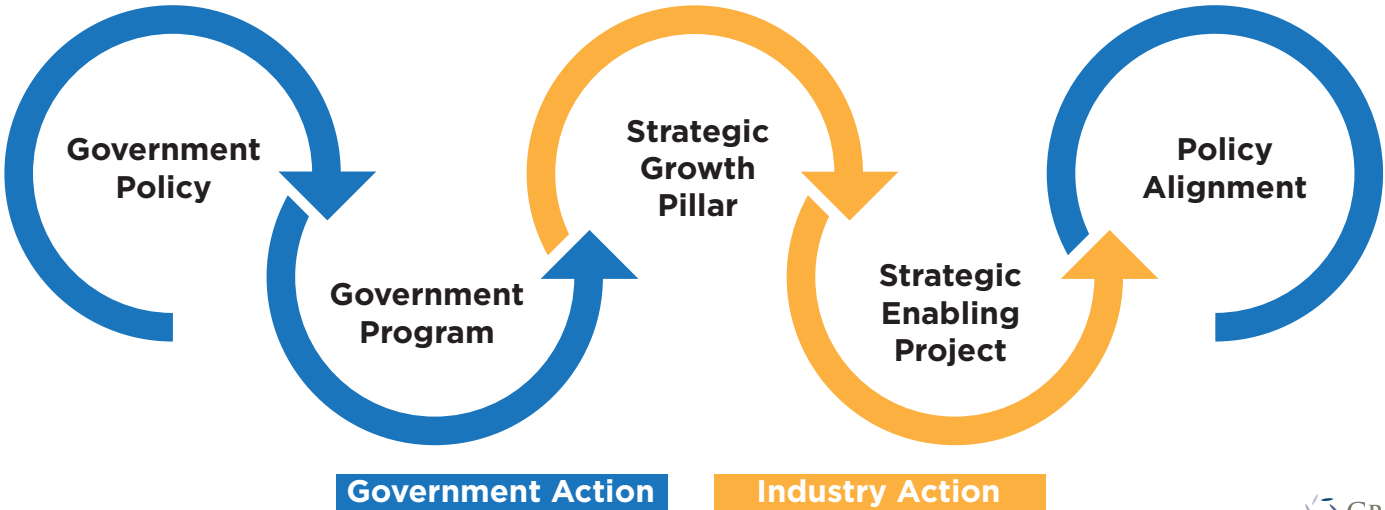 Government
Policy
Government
Program
Strategic
Growth
Pillar
Strategic
Enabling
Project
Policy
Alignment
Government Action
Industry Action